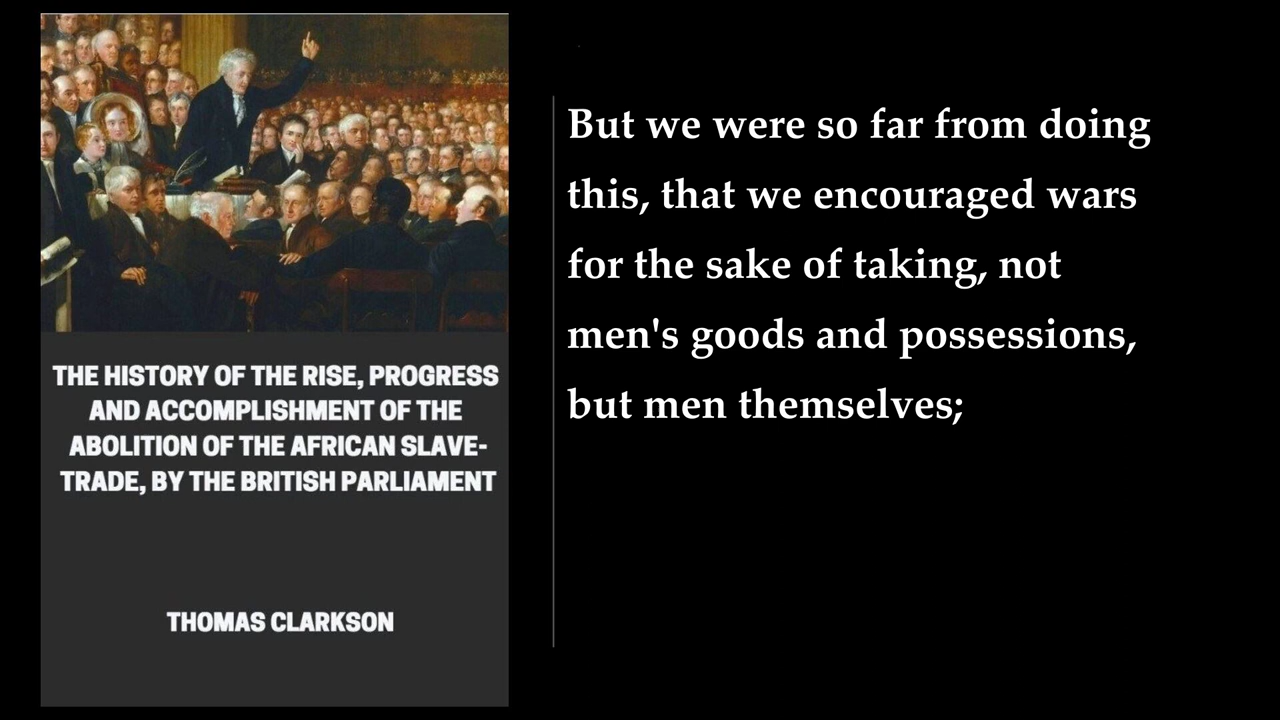 THE HISTORY OF THE RISE, PROGRESS
AND ACCOMPLISHMENT OF THE
ABOLITION OF THE AFRICAN SLAVE-
TRADE, BY THE BRITISH PARLIAMENT
THOMAS CLARKSON
But we were so far from doing
this, that we encouraged wars
for the sake of taking, not
men's goods and possessions,
but men themselves;